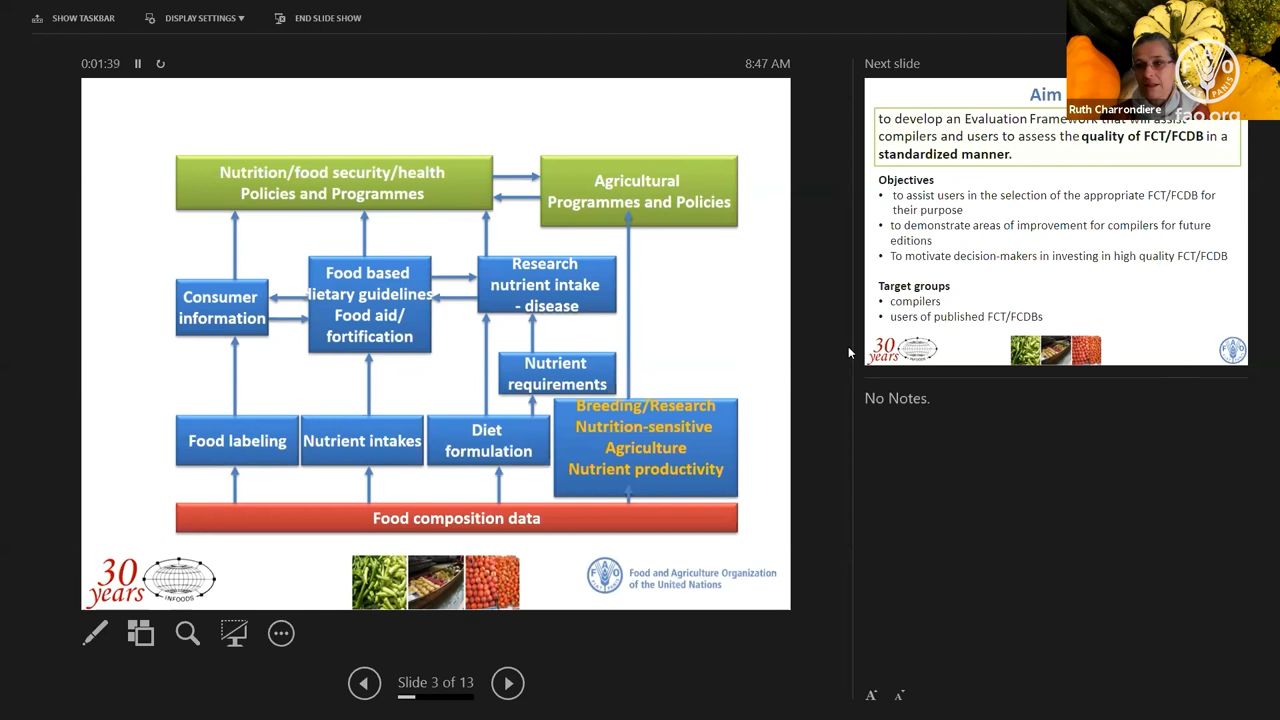 SHOW TASKBAR
DISPLAY SETTINGS ▼
END SLIDE SHOW
0:01:39
8:47 AM
Nutrition/food security/health
Policies and Programmes
Agricultural
Programmes and Policies
Food based
dietary guidelines
Food aid/
fortification
Research
nutrient intake
- disease
Consumer
information
Nutrient
requirements
Breeding/Research
Nutrition-sensitive
Agriculture
Nutrient productivity
Food labeling
Nutrient intakes
Diet
formulation
Food composition data
30
years
INFOODS
FAO
Food and Agriculture Organization
of the United Nations
Slide 3 of 13
Next slide
Aim
to develop an Evaluation Framework that will assist
compilers and users to assess the quality of FCT/FCDB in a
standardized manner.
Objectives
• to assist users in the selection of the appropriate FCT/FCDB for
their purpose
• to demonstrate areas of improvement for compilers for future
editions
• To motivate decision-makers in investing in high quality FCT/FCDB
Target groups
• compilers
• users of published FCT/FCDBs
30
years
No Notes.
A
A
Ruth Charrondiere
FAO
FIAT PANIS
fao.org